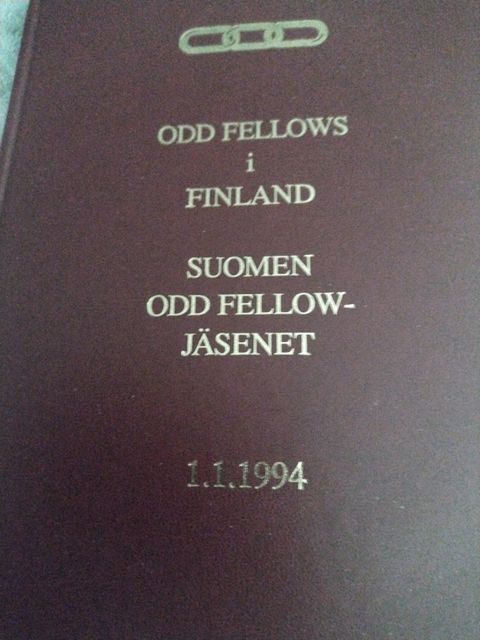 ODD FELLOWS
i
FINLAND
SUOMEN
ODD FELLOW-
JÄSENET
1.1.1994